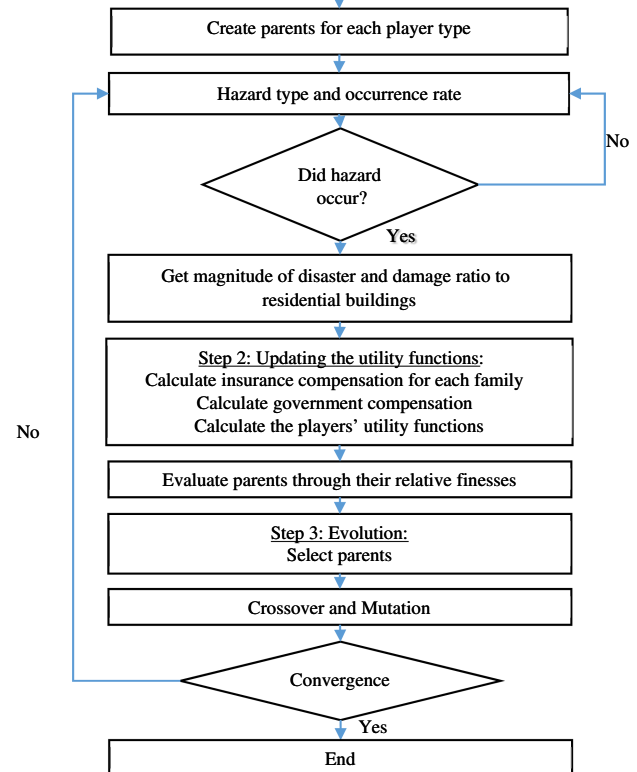 Create parents for each player type
Hazard type and occurrence rate
No
Did hazard
occur?
Yes
Get magnitude of disaster and damage ratio to
residential buildings
Step 2: Updating the utility functions:
Calculate insurance compensation for each family
Calculate government compensation
Calculate the players' utility functions
No
Evaluate parents through their relative finesses
Step 3: Evolution:
Select parents
Crossover and Mutation
Convergence
Yes
End